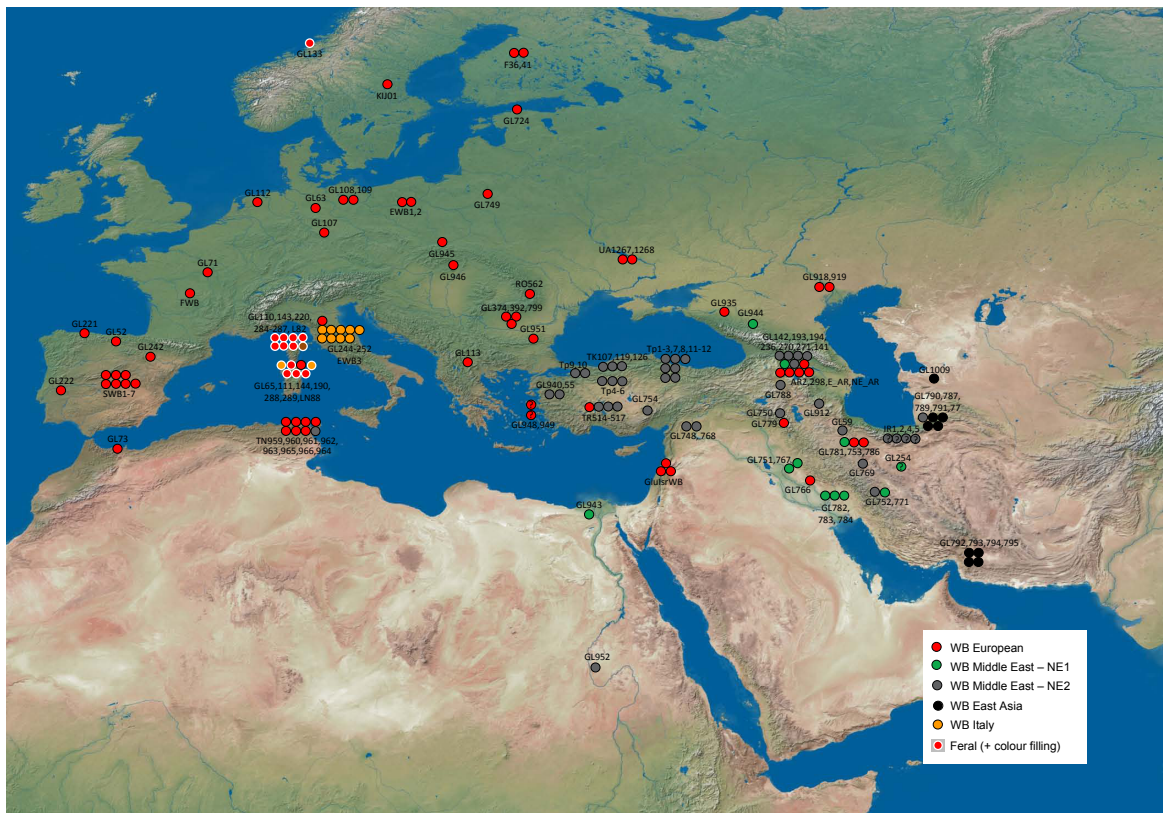 GL133
F36,41
KIJ01
GL724
GL112
GL63
GL108,109
EWB1,2
GL749
GL107
GL945
GL946
UA1267,1268
GL71
FWB
RO562
GL918,919
GL374,392,799
GL935
GL944
GL951
GL221
GL52
GL242
GL110,143,220,
284-287, L82
GL244-252
EWB3
GL113
GL222
SWB1-7
GL65,111,144,190,
288,289,LN88
Tp9-10
TK107,119,126
Tp1-3,7,8,11-12
GL142,193,194,
236,270,271,141
AR2,298,E_AR,NE_AR
GL1009
GL940,55
Tp4-6
GL754
GL788
GL790,787,
789,791,77
GL948,949
TR514-517
GL750
GL779
GL912
GL59
IR1,2,4,5
GL73
TN959,960,961,962,
963,965,966,964
GL748,,768
GL781,753,786
GluIsrWB
GL751,767
GL769
GL254
GL766
GL752,771
GL943
GL782,
783, 784
GL792,793,794,795
GL952
WB European
WB Middle East – NE1
WB Middle East – NE2
WB East Asia
WB Italy
Feral (+ colour filling)